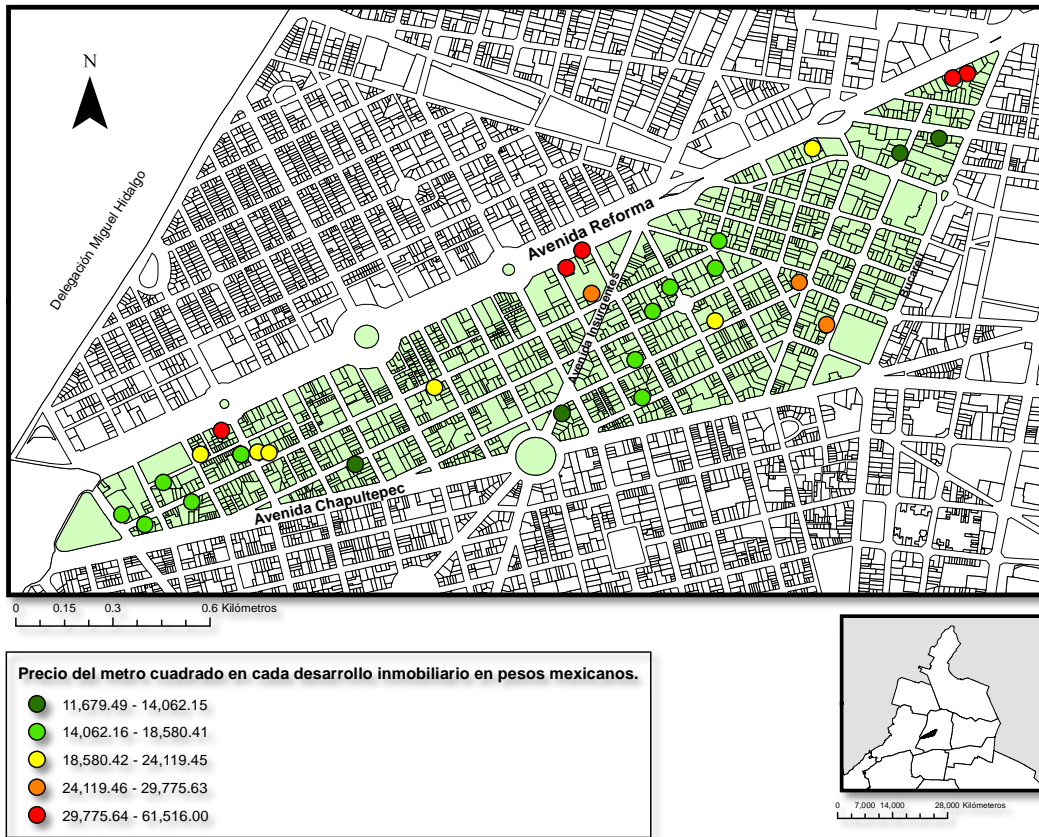 N
Delegación Miguel Hidalgo
Avenida Reforma
Avenida Insurgentes
Bucareli
Avenida Chapultepec
0 0.15 0.3 0.6 Kilómetros
Precio del metro cuadrado en cada desarrollo inmobiliario en pesos mexicanos.
11,679.49 - 14,062.15
14,062.16 - 18,580.41
18,580.42 - 24,119.45
24,119.46 - 29,775.63
29,775.64 - 61,516.00
0 7,000 14,000 28,000 Kilómeteros